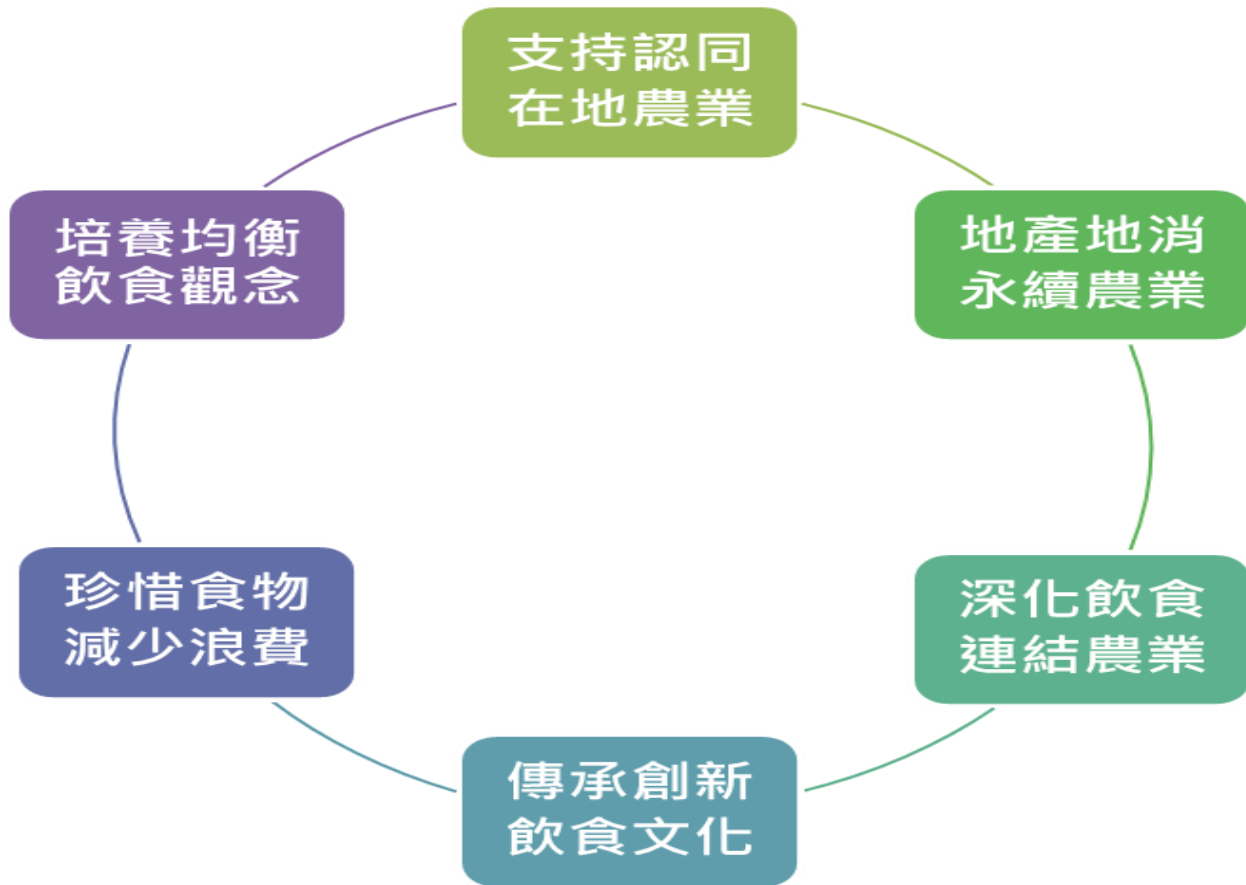 支持認同
在地農業
地產地消
永續農業
深化飲食
連結農業
傳承創新
飲食文化
珍惜食物
減少浪費
培養均衡
飲食觀念